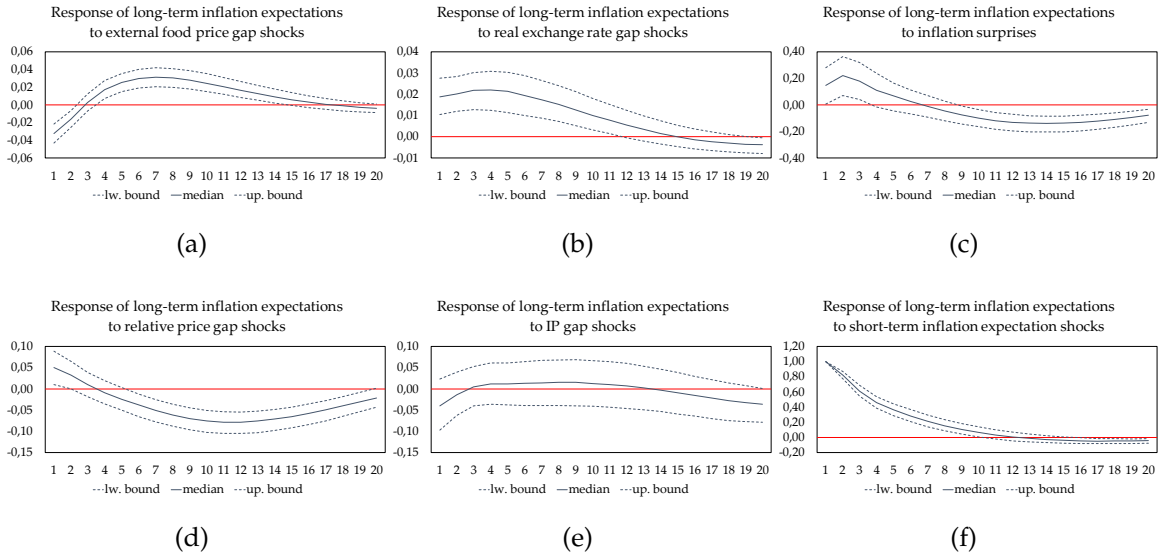 Response of long-term inflation expectations
to external food price gap shocks
0,06
0,04
0,02
0,00
-0,02
-0,04
-0,06
1 2 3 4 5 6 7 8 9 10 11 12 13 14 15 16 17 18 19 20
lw. bound median up. bound
(a)
Response of long-term inflation expectations
to real exchange rate gap shocks
0,04
0,03
0,02
0,01
0,00
-0,01
1 2 3 4 5 6 7 8 9 10 11 12 13 14 15 16 17 18 19 20
lw. bound median up. bound
(b)
Response of long-term inflation expectations
to inflation surprises
0,40
0,20
0,00
-0,20
-0,40
1 2 3 4 5 6 7 8 9 10 11 12 13 14 15 16 17 18 19 20
lw. bound median up. bound
(c)
Response of long-term inflation expectations
to relative price gap shocks
0,10
0,05
0,00
-0,05
-0,10
-0,15
1 2 3 4 5 6 7 8 9 10 11 12 13 14 15 16 17 18 19 20
lw. bound median up. bound
(d)
Response of long-term inflation expectations
to IP gap shocks
0,10
0,05
0,00
-0,05
-0,10
-0,15
1 2 3 4 5 6 7 8 9 10 11 12 13 14 15 16 17 18 19 20
lw. bound median up. bound
(e)
Response of long-term inflation expectations
to short-term inflation expectation shocks
1,20
1,00
0,80
0,60
0,40
0,20
0,00
-0,20
1 2 3 4 5 6 7 8 9 10 11 12 13 14 15 16 17 18 19 20
lw. bound median up. bound
(f)